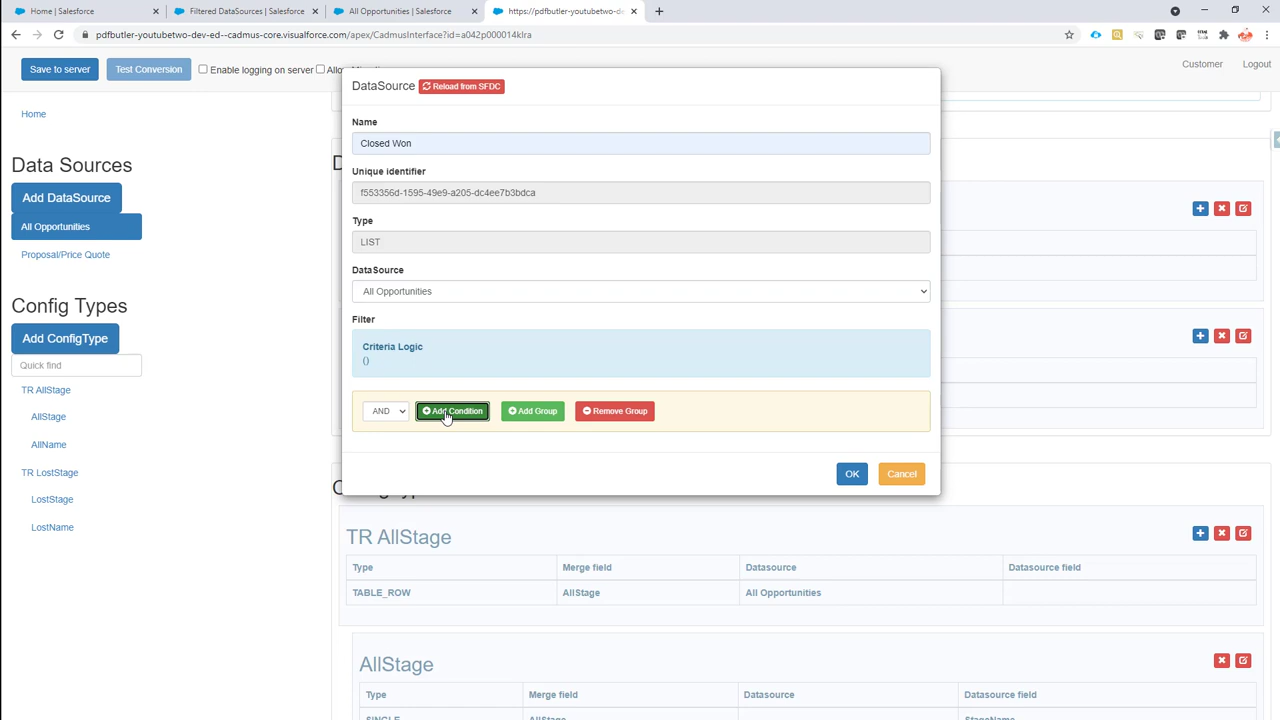 Home | Salesforce
Filtered DataSources | Salesforce
All Opportunities | Salesforce
https://pdfbutler-youtubetwo-de
pdfbutler-youtubetwo-dev-ed--cadmus-core.visualforce.com/apex/CadmusInterface?id=a042p000014klra
Save to server
Test Conversion
Enable logging on server
Customer
Logout
Home
Data Sources
Add DataSource
All Opportunities
Proposal/Price Quote
Config Types
Add ConfigType
Quick find
TR AllStage
AllStage
AllName
TR LostStage
LostStage
LostName
DataSource
Reload from SFDC
Name
Closed Won
Unique identifier
f553356d-1595-49e9-a205-dc4ee7b3bdca
Type
LIST
DataSource
All Opportunities
Filter
Criteria Logic
()
AND
Add Condition
Add Group
Remove Group
OK
Cancel
TR AllStage
Type Merge field Datasource Datasource field
TABLE_ROW AllStage All Opportunities
AllStage
Type Merge field Datasource Datasource field
SINGLE AllStage StageName